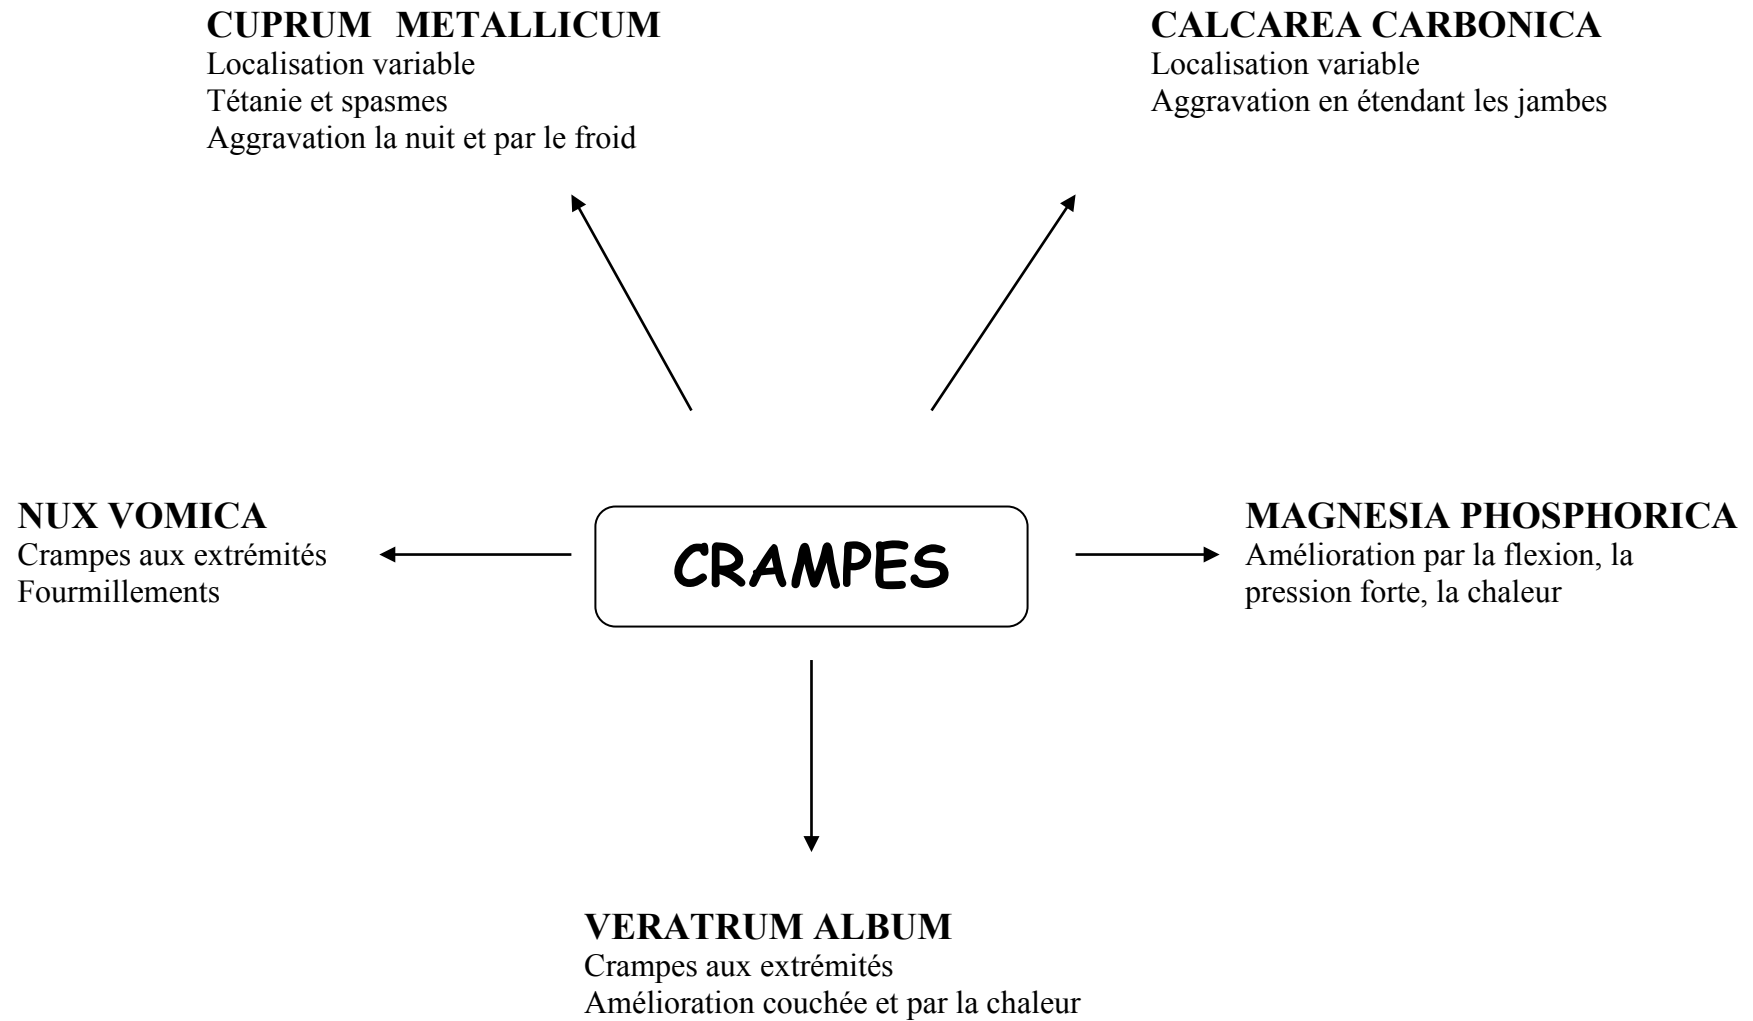 CUPRUM METALLICUM
Localisation variable
Tétanie et spasmes
Aggravation la nuit et par le froid
CALCAREA CARBONICA
Localisation variable
Aggravation en étendant les jambes
NUX VOMICA
Crampes aux extrémités
Fourmillements
CRAMPES
MAGNESIA PHOSPHORICA
Amélioration par la flexion, la
pression forte, la chaleur
VERATRUM ALBUM
Crampes aux extrémités
Amélioration couchée et par la chaleur